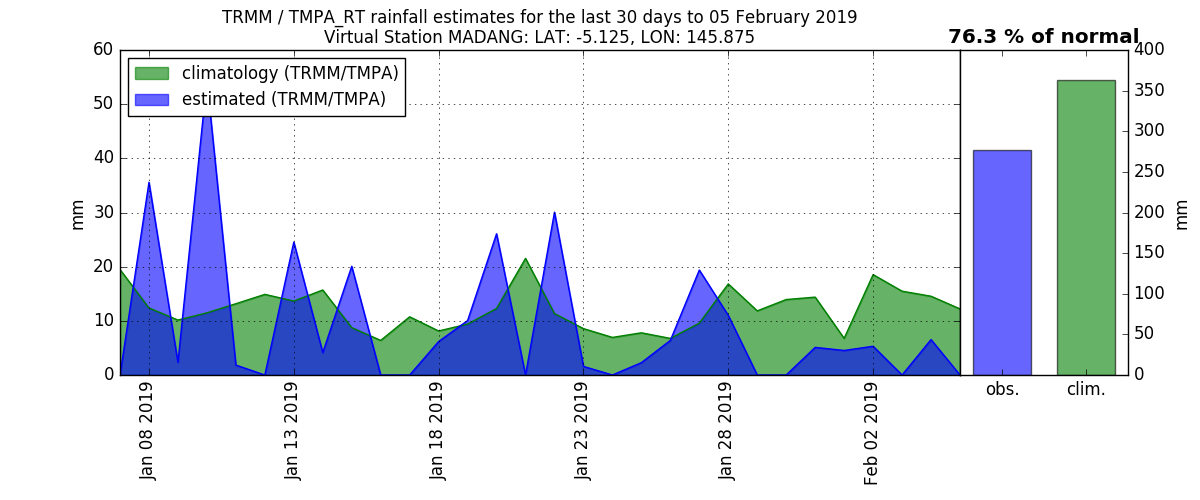 TRMM / TMPA_RT rainfall estimates for the last 30 days to 05 February 2019
Virtual Station MADANG: LAT: -5.125, LON: 145.875
76.3 % of normal
climatology (TRMM/TMPA)
estimated (TRMM/TMPA)
60
50
40
30
20
10
0
mm
Jan 08 2019
Jan 13 2019
Jan 18 2019
Jan 23 2019
Jan 28 2019
Feb 02 2019
400
350
300
250
200
150
100
50
0
mm
obs.
clim.